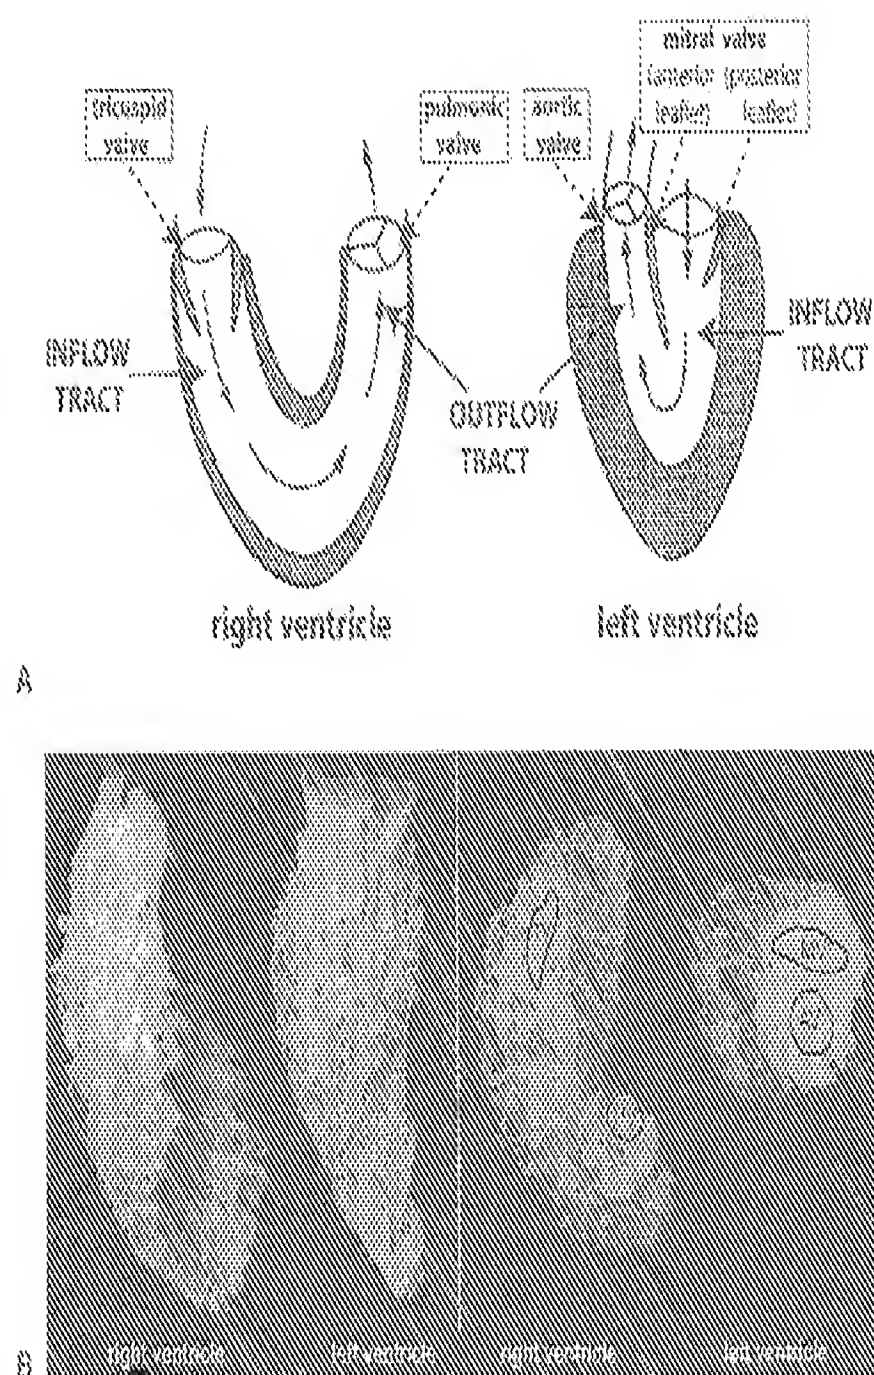 mitral valve
(anterior (posterior
leaflet) leaflet)
tricuspid
valve
pulmonic
valve
aortic
valve
INFLOW
TRACT
OUTFLOW
TRACT
INFLOW
TRACT
right ventricle
left ventricle
A
B
right ventricle
left ventricle
right ventricle
left ventricle